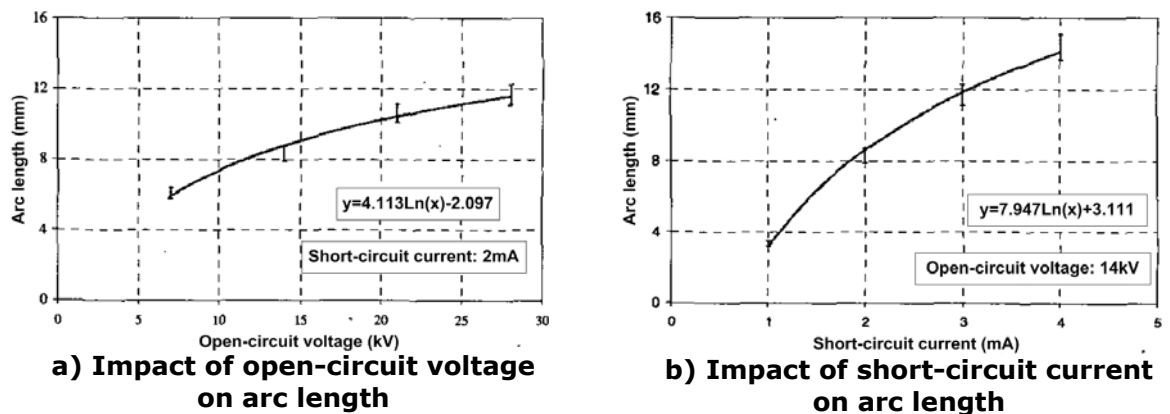 16
12
8
4
0
Arc length (mm)
y=4.113Ln(x)-2.097
Short-circuit current: 2mA
0 5 10 15 20 25 30
Open-circuit voltage (kV)
a) Impact of open-circuit voltage
on arc length
16
12
8
4
0
Arc length (mm)
y=7.947Ln(x)+3.111
Open-circuit voltage: 14kV
0 1 2 3 4 5
Short-circuit current (mA)
b) Impact of short-circuit current
on arc length